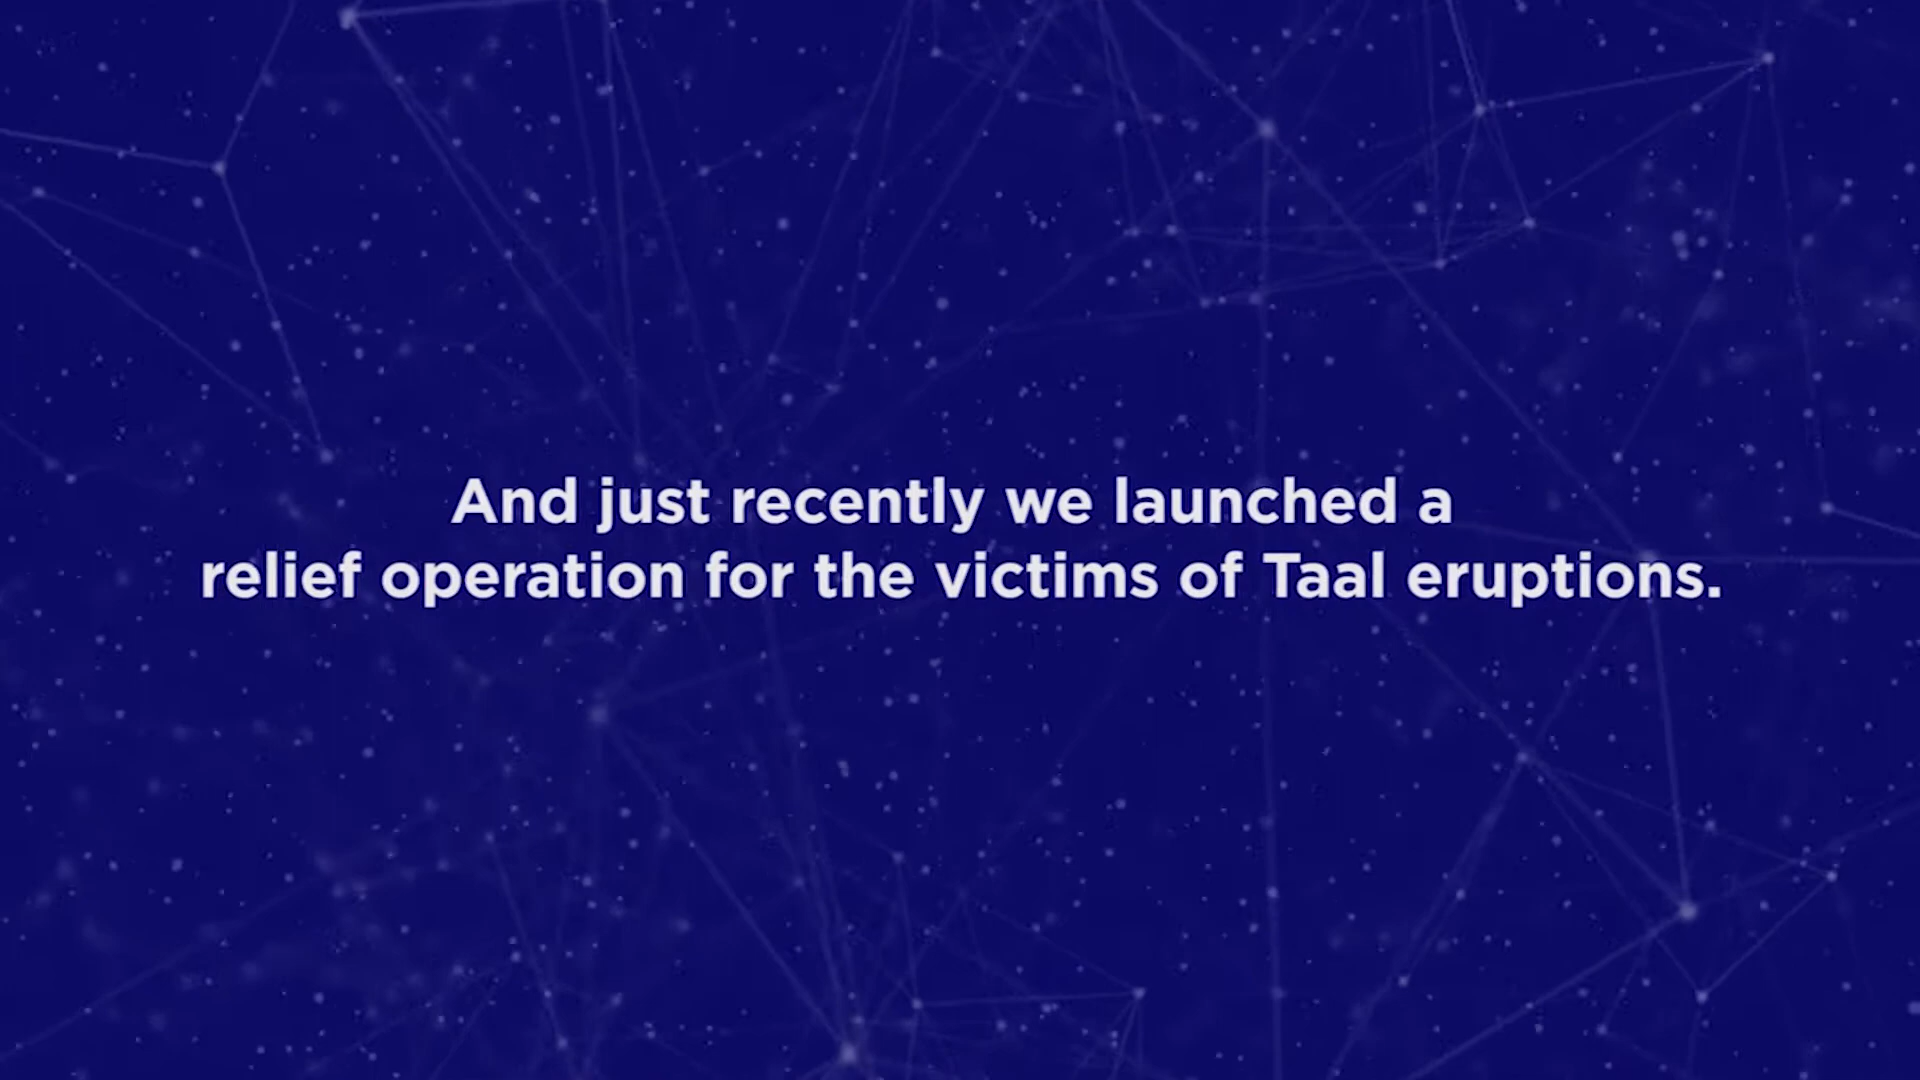 And just recently we launched a
relief operation for the victims of Taal eruptions.